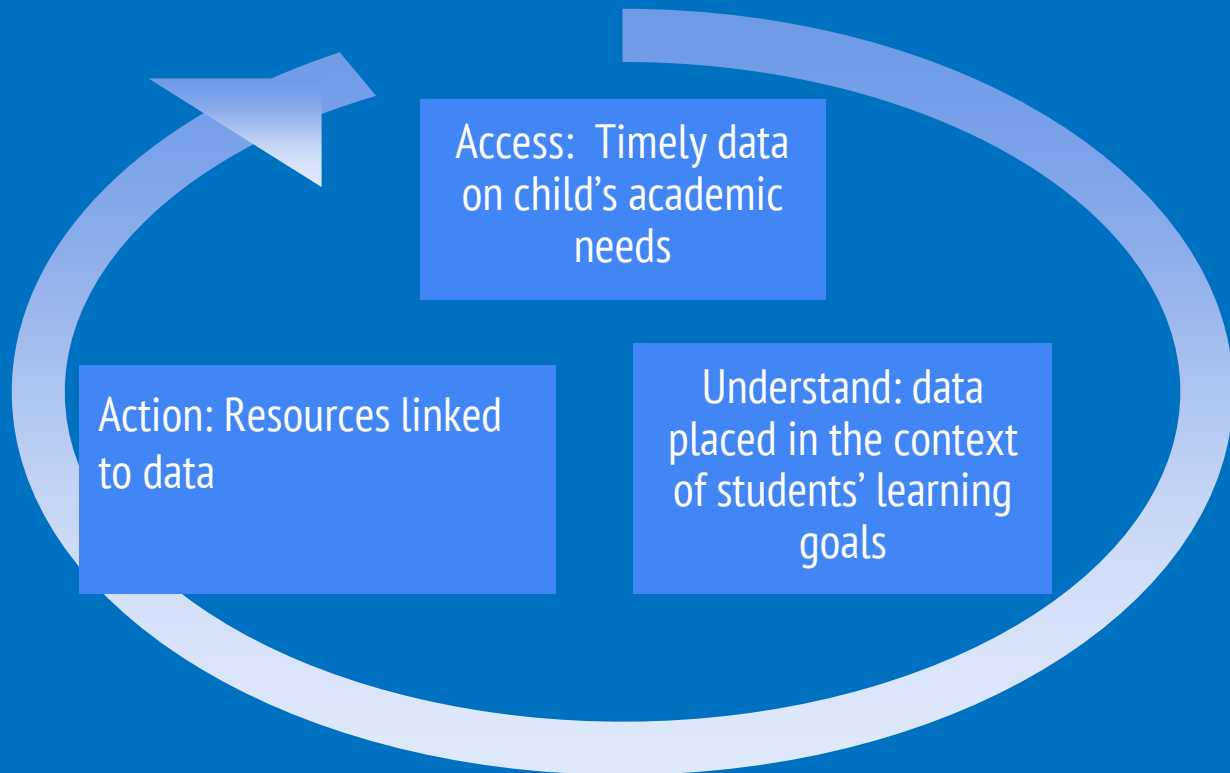 Access:  Timely data
on child’s academic
needs
Understand: data
placed in the context
of students’ learning
goals
Action: Resources linked
to data